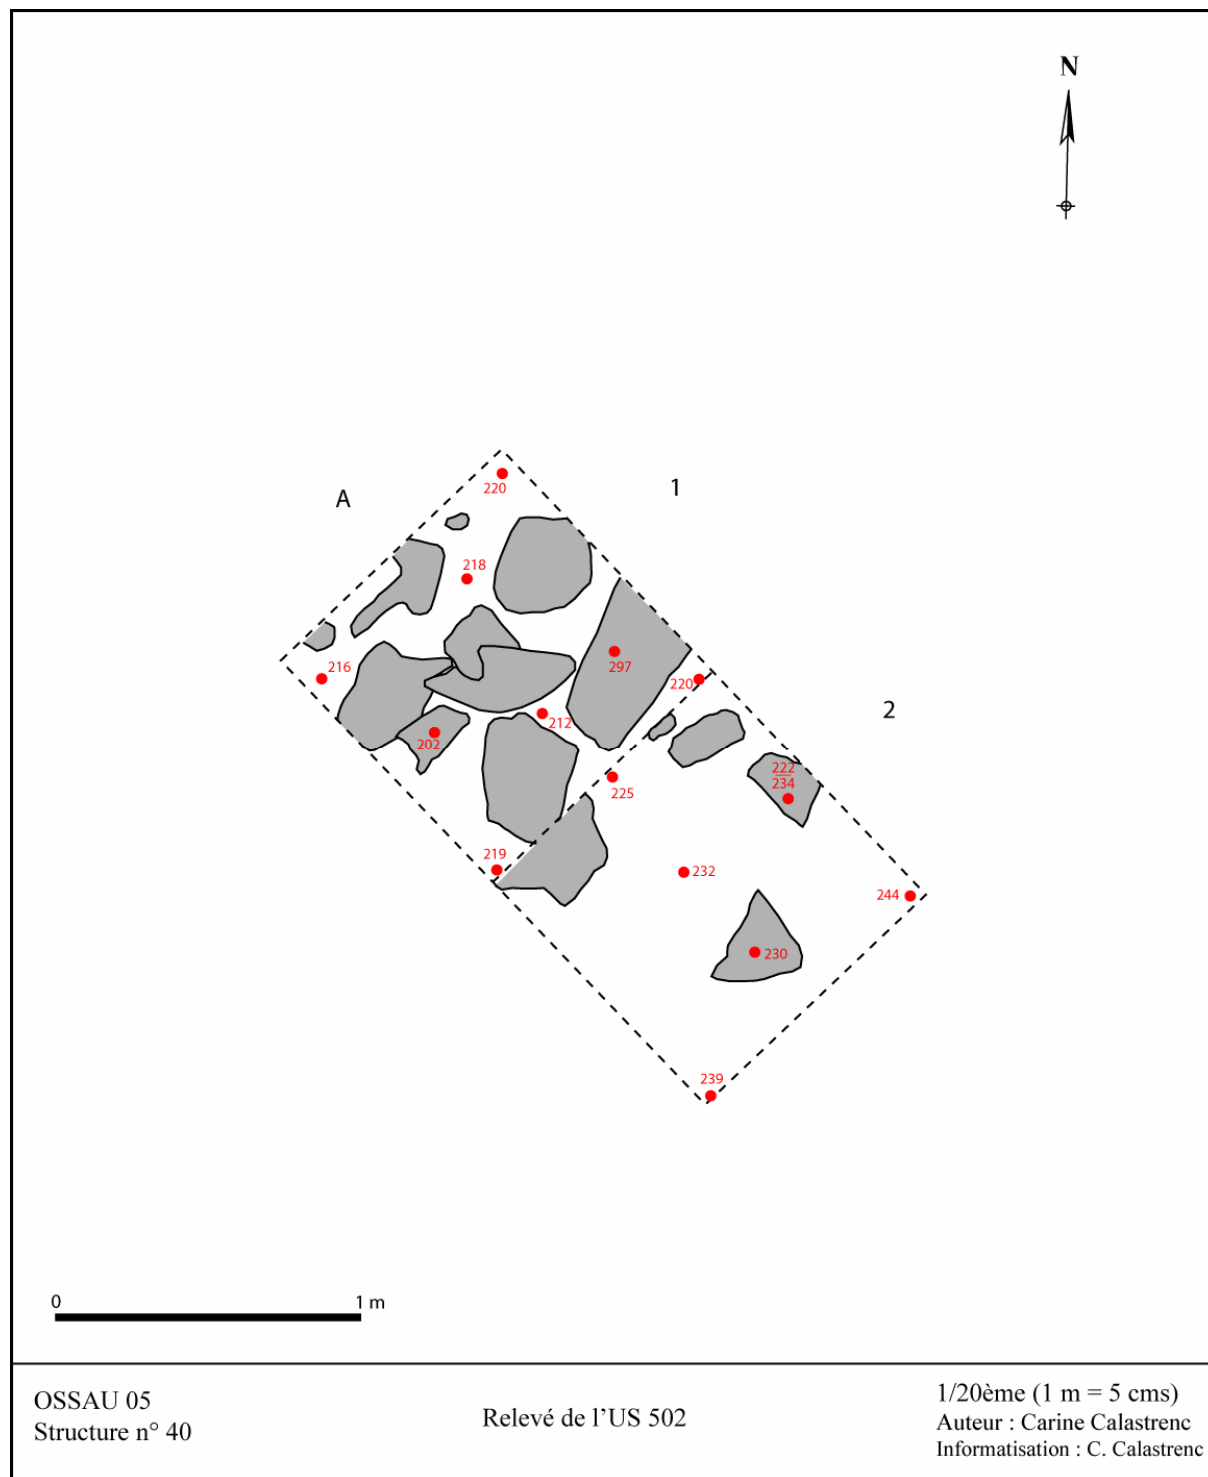 N
A
1
220
218
216
297
220
2
212
202
222
234
225
219
232
244
230
239
0
1 m
OSSAU 05
Structure n° 40
Relevé de l'US 502
1/20ème (1 m = 5 cms)
Auteur : Carine Calastrenc
Informatisation : C. Calastrenc